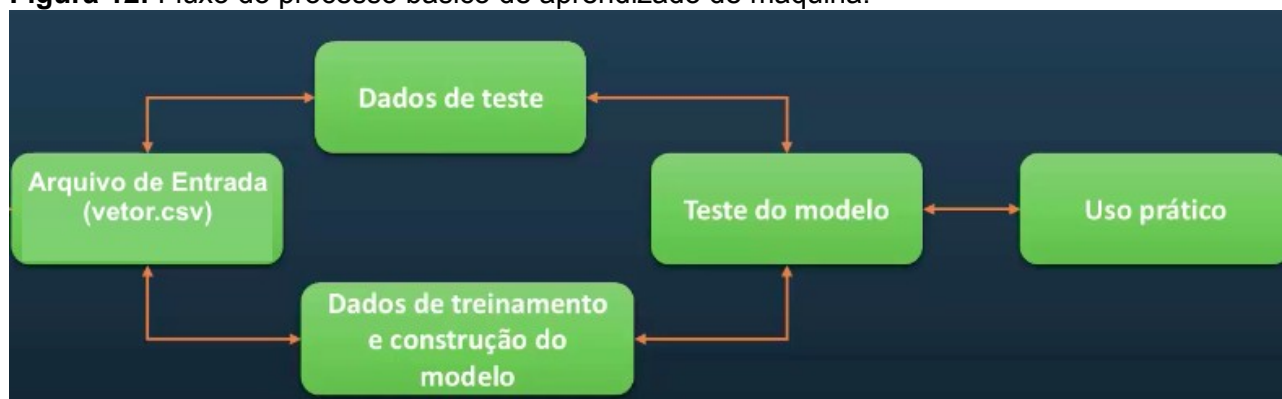 Figura 12: Fluxo do processo básico de aprendizado de máquina.
Dados de teste
Arquivo de Entrada
(vetor.csv)
Teste do modelo
Uso prático
Dados de treinamento
e construção do
modelo